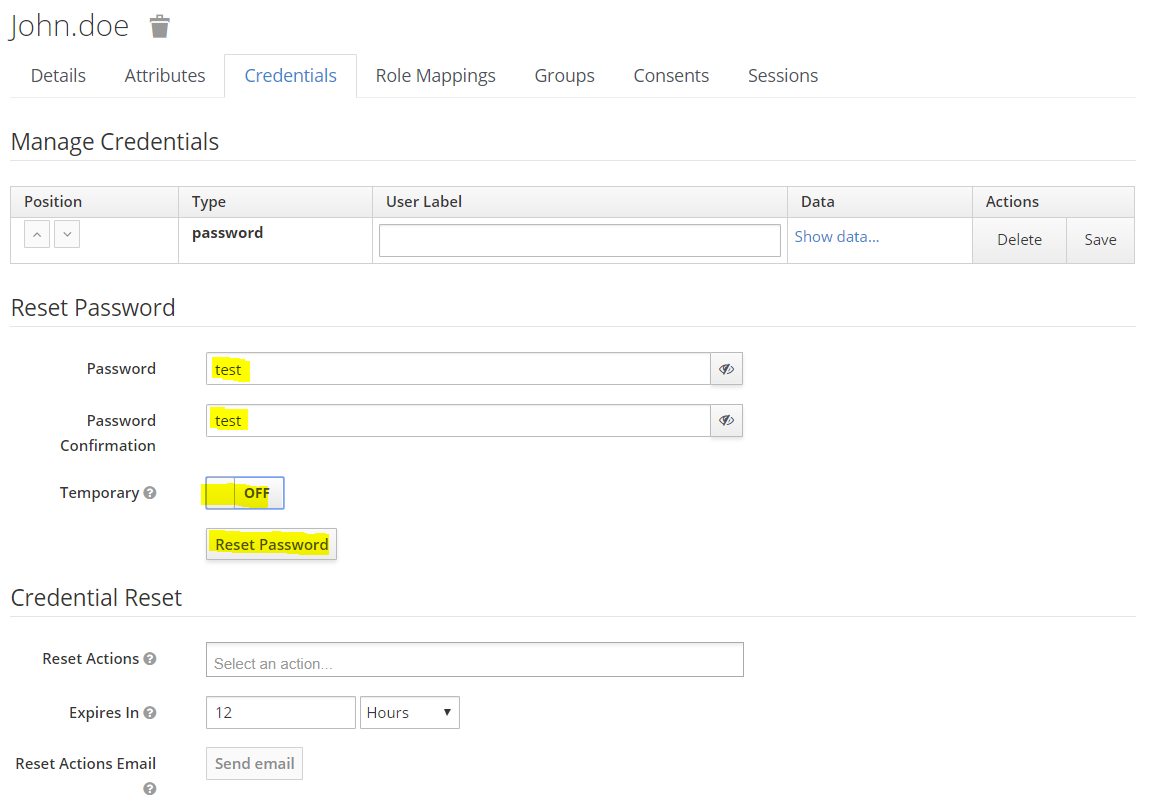 John.doe
Details Attributes Credentials Role Mappings Groups Consents Sessions
Manage Credentials
Position Type User Label Data Actions
password Show data... Delete Save
Reset Password
Password test
Password Confirmation test
Temporary OFF
Reset Password
Credential Reset
Reset Actions Select an action...
Expires In 12 Hours
Reset Actions Email Send email